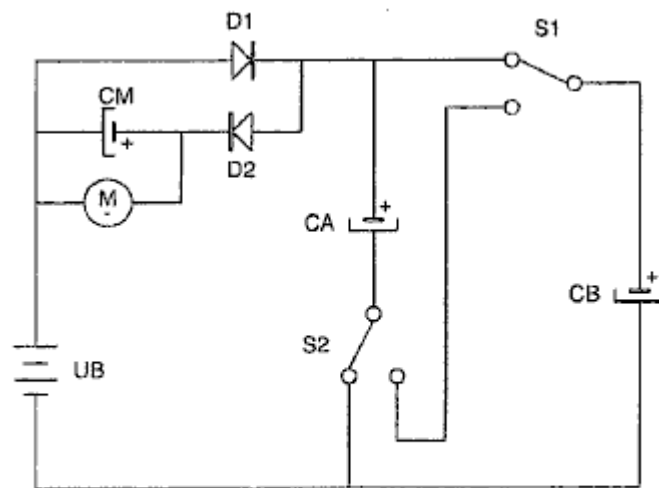 D1
S1
CM
+
D2
M
-
+
CA
+
CB
S2
UB